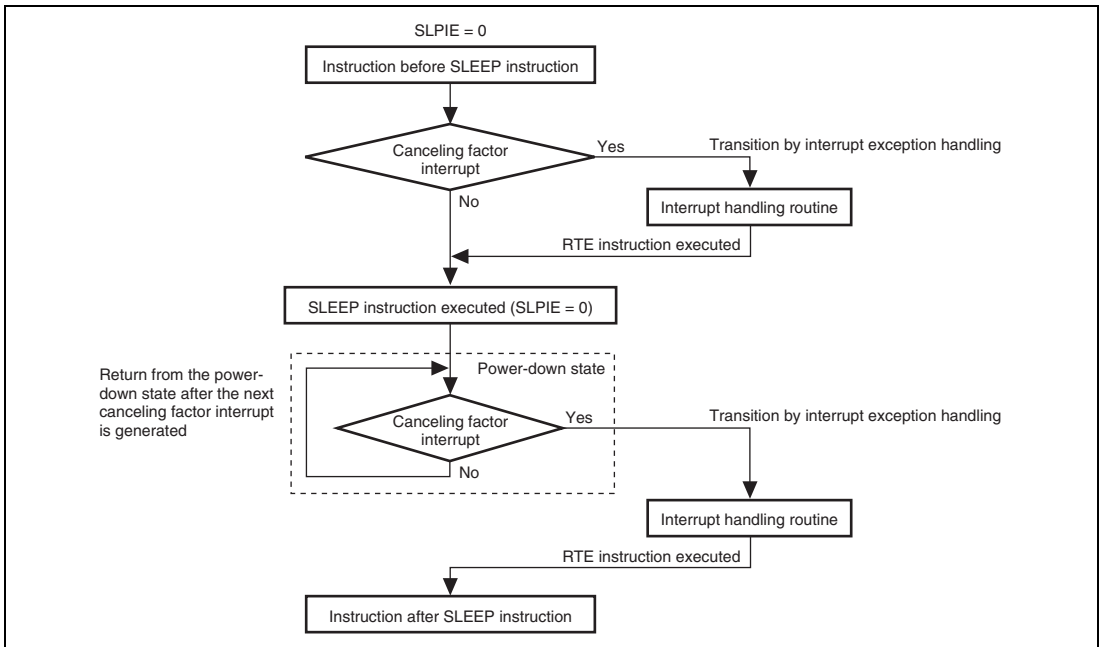 SLPIE = 0
Instruction before SLEEP instruction
Canceling factor
interrupt
Yes
Transition by interrupt exception handling
No
Interrupt handling routine
RTE instruction executed
SLEEP instruction executed (SLPIE = 0)
Return from the power-
down state after the next
canceling factor interrupt
is generated
Power-down state
Canceling factor
interrupt
Yes
Transition by interrupt exception handling
No
Interrupt handling routine
RTE instruction executed
Instruction after SLEEP instruction